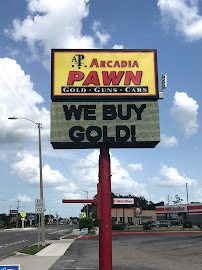 AP
ARCADIA
PAWN
GOLD · GUNS · CARS
WE BUY
GOLD!